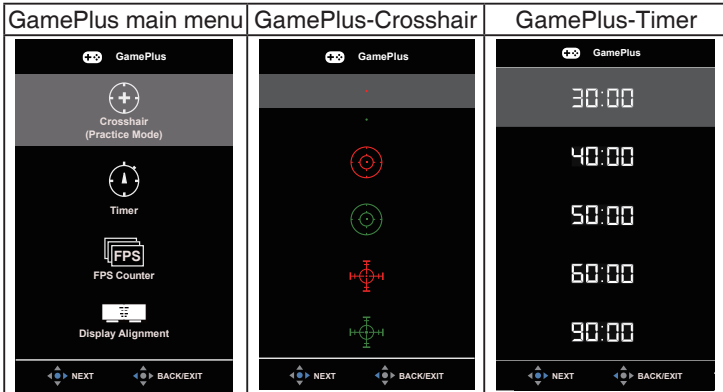 GamePlus main menu
GamePlus-Crosshair
GamePlus-Timer
GamePlus
Crosshair
(Practice Mode)
Timer
FPS
FPS Counter
Display Alignment
NEXT
BACK/EXIT
GamePlus
NEXT
BACK/EXIT
GamePlus
30:00
40:00
50:00
60:00
90:00
NEXT
BACK/EXIT